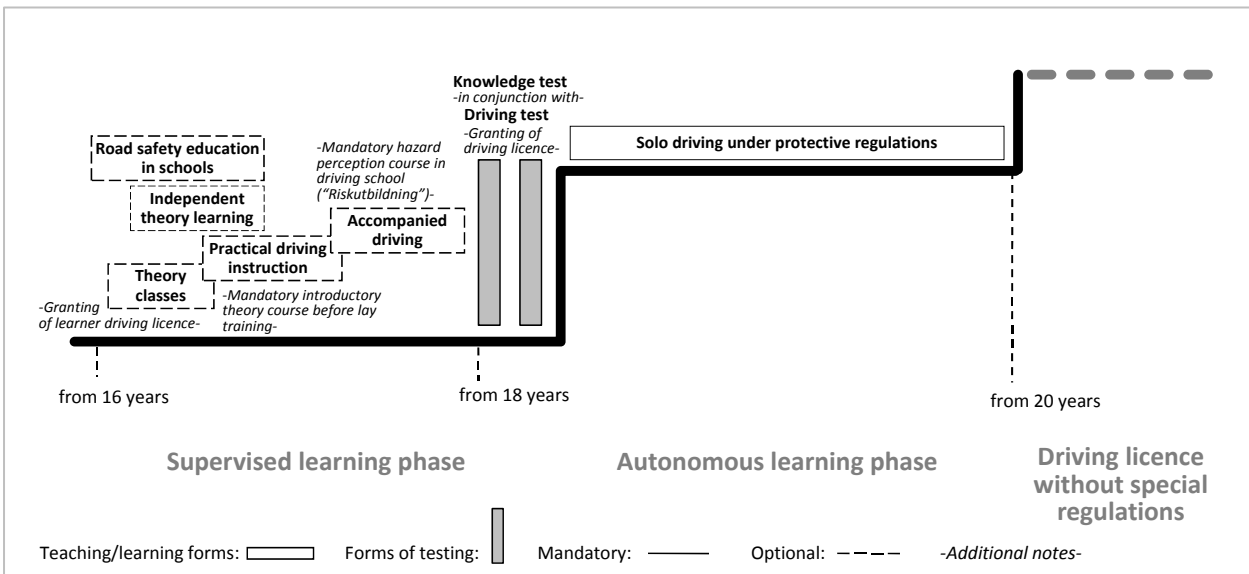 Knowledge test
-in conjunction with-
Driving test
-Granting of
driving licence-
Solo driving under protective regulations
Road safety education
in schools
-Mandatory hazard
perception course in
driving school
(“Riskutbildning”)-
Independent
theory learning
Accompanied
driving
Practical driving
instruction
Theory
classes
-Mandatory introductory
theory course before lay
training-
-Granting
of learner driving licence-
from 16 years
from 18 years
from 20 years
Supervised learning phase
Autonomous learning phase
Driving licence
without special
regulations
Teaching/learning forms:
Forms of testing:
Mandatory:
Optional:
-Additional notes-